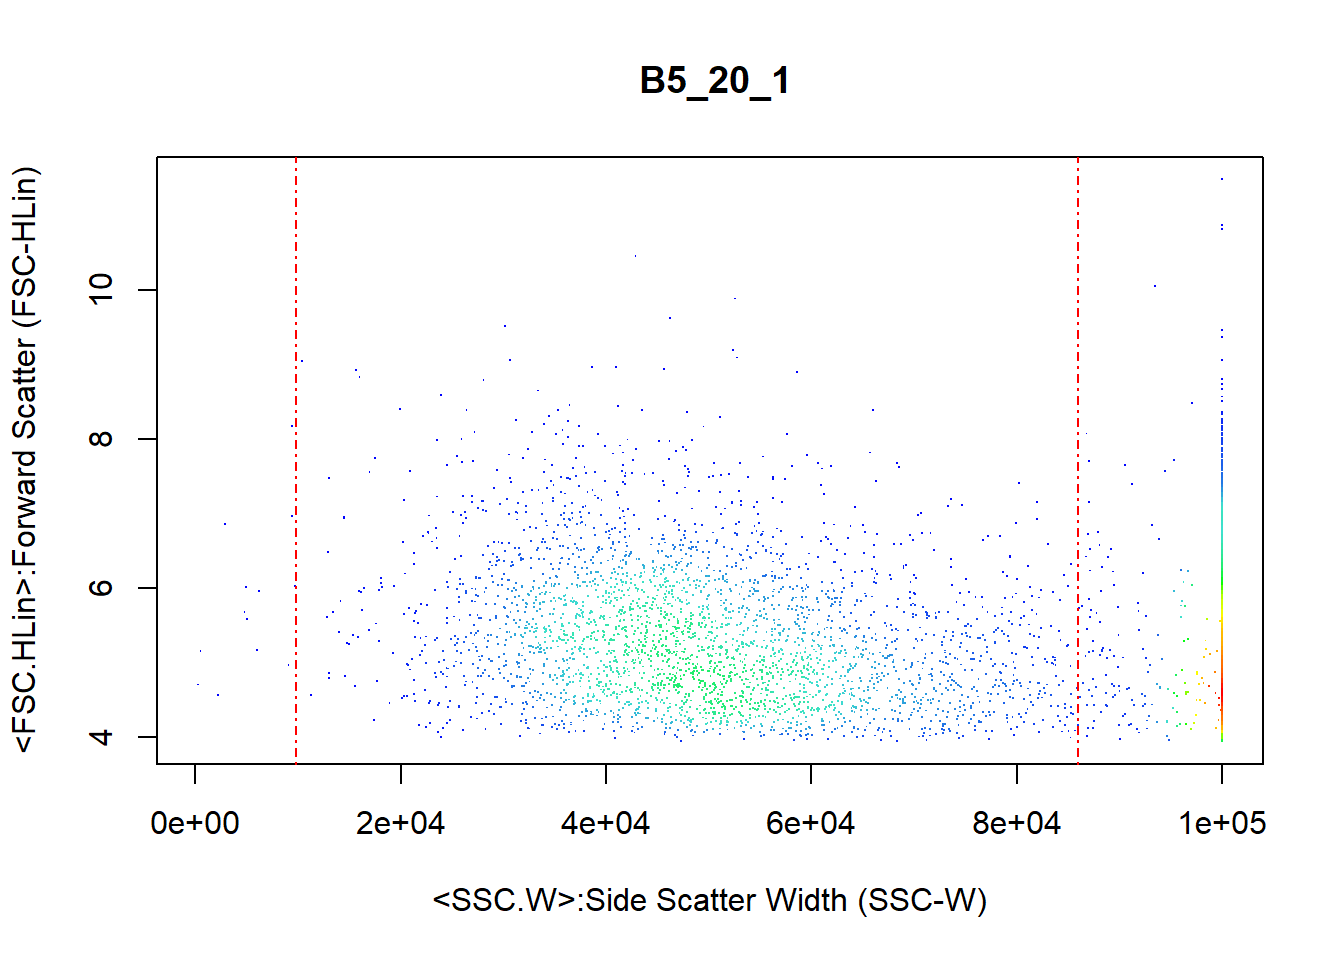 B5_20_1
<FSC.HLin>:Forward Scatter (FSC-HLin)
10
8
6
4
0e+00 2e+04 4e+04 6e+04 8e+04 1e+05
<SSC.W>:Side Scatter Width (SSC-W)